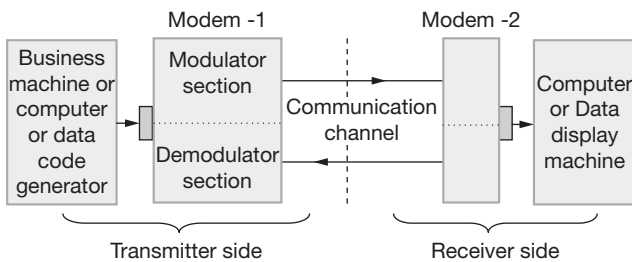 Modem -1
Modem -2
Business
machine or
computer
or data
code
generator
Modulator
section
Demodulator
section
Communication
channel
Computer
or Data
display
machine
Transmitter side
Receiver side